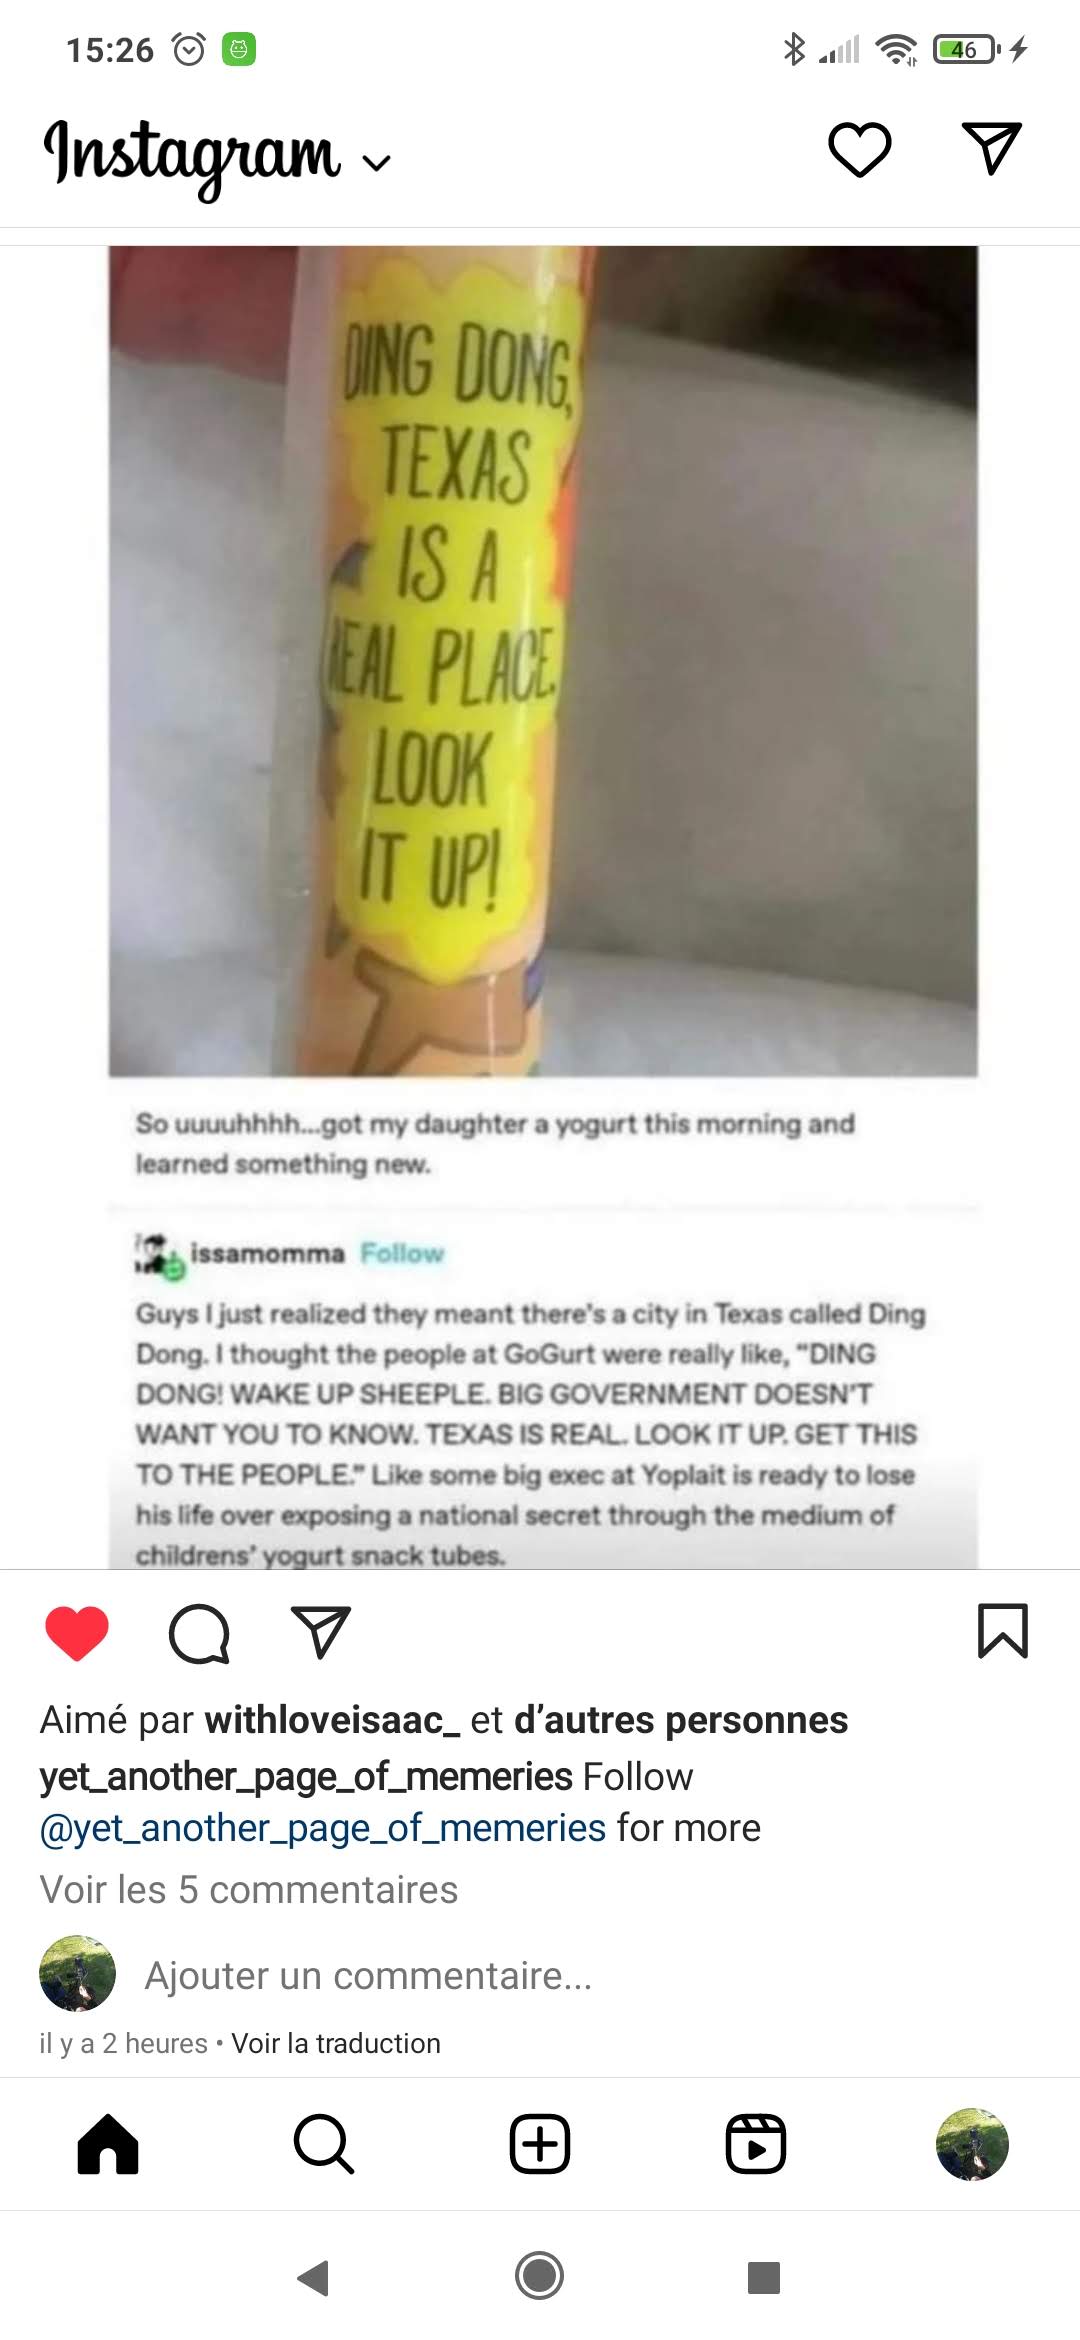 15:26
46
Instagram
DING DONG,
TEXAS
IS A
REAL PLACE.
LOOK
IT UP!
So uuuuhhhh...got my daughter a yogurt this morning and
learned something new.
issamomma Follow
Guys I just realized they meant there's a city in Texas called Ding
Dong. I thought the people at GoGurt were really like, "DING
DONG! WAKE UP SHEEPLE. BIG GOVERNMENT DOESN'T
WANT YOU TO KNOW. TEXAS IS REAL. LOOK IT UP. GET THIS
TO THE PEOPLE." Like some big exec at Yoplait is ready to lose
his life over exposing a national secret through the medium of
childrens' yogurt snack tubes.
Aimé par withloveisaac_ et d'autres personnes
yet_another_page_of_memeries Follow
@yet_another_page_of_memeries for more
Voir les 5 commentaires
Ajouter un commentaire...
il y a 2 heures • Voir la traduction